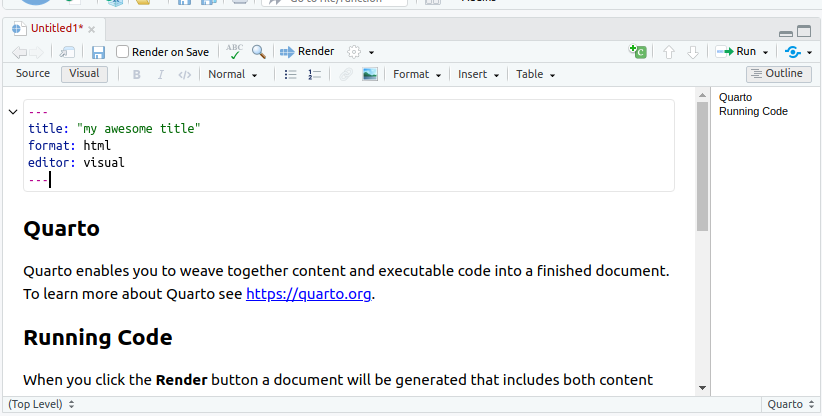 Go to file/function
Untitled1*
Render on Save
ABC
Render
C
Run
Source
Visual
B
I
</>
Normal
Format
Insert
Table
Outline
---
title: "my awesome title"
format: html
editor: visual
---
Quarto
Running Code
Quarto
Quarto enables you to weave together content and executable code into a finished document.
To learn more about Quarto see https://quarto.org.
Running Code
When you click the Render button a document will be generated that includes both content
(Top Level)
Quarto